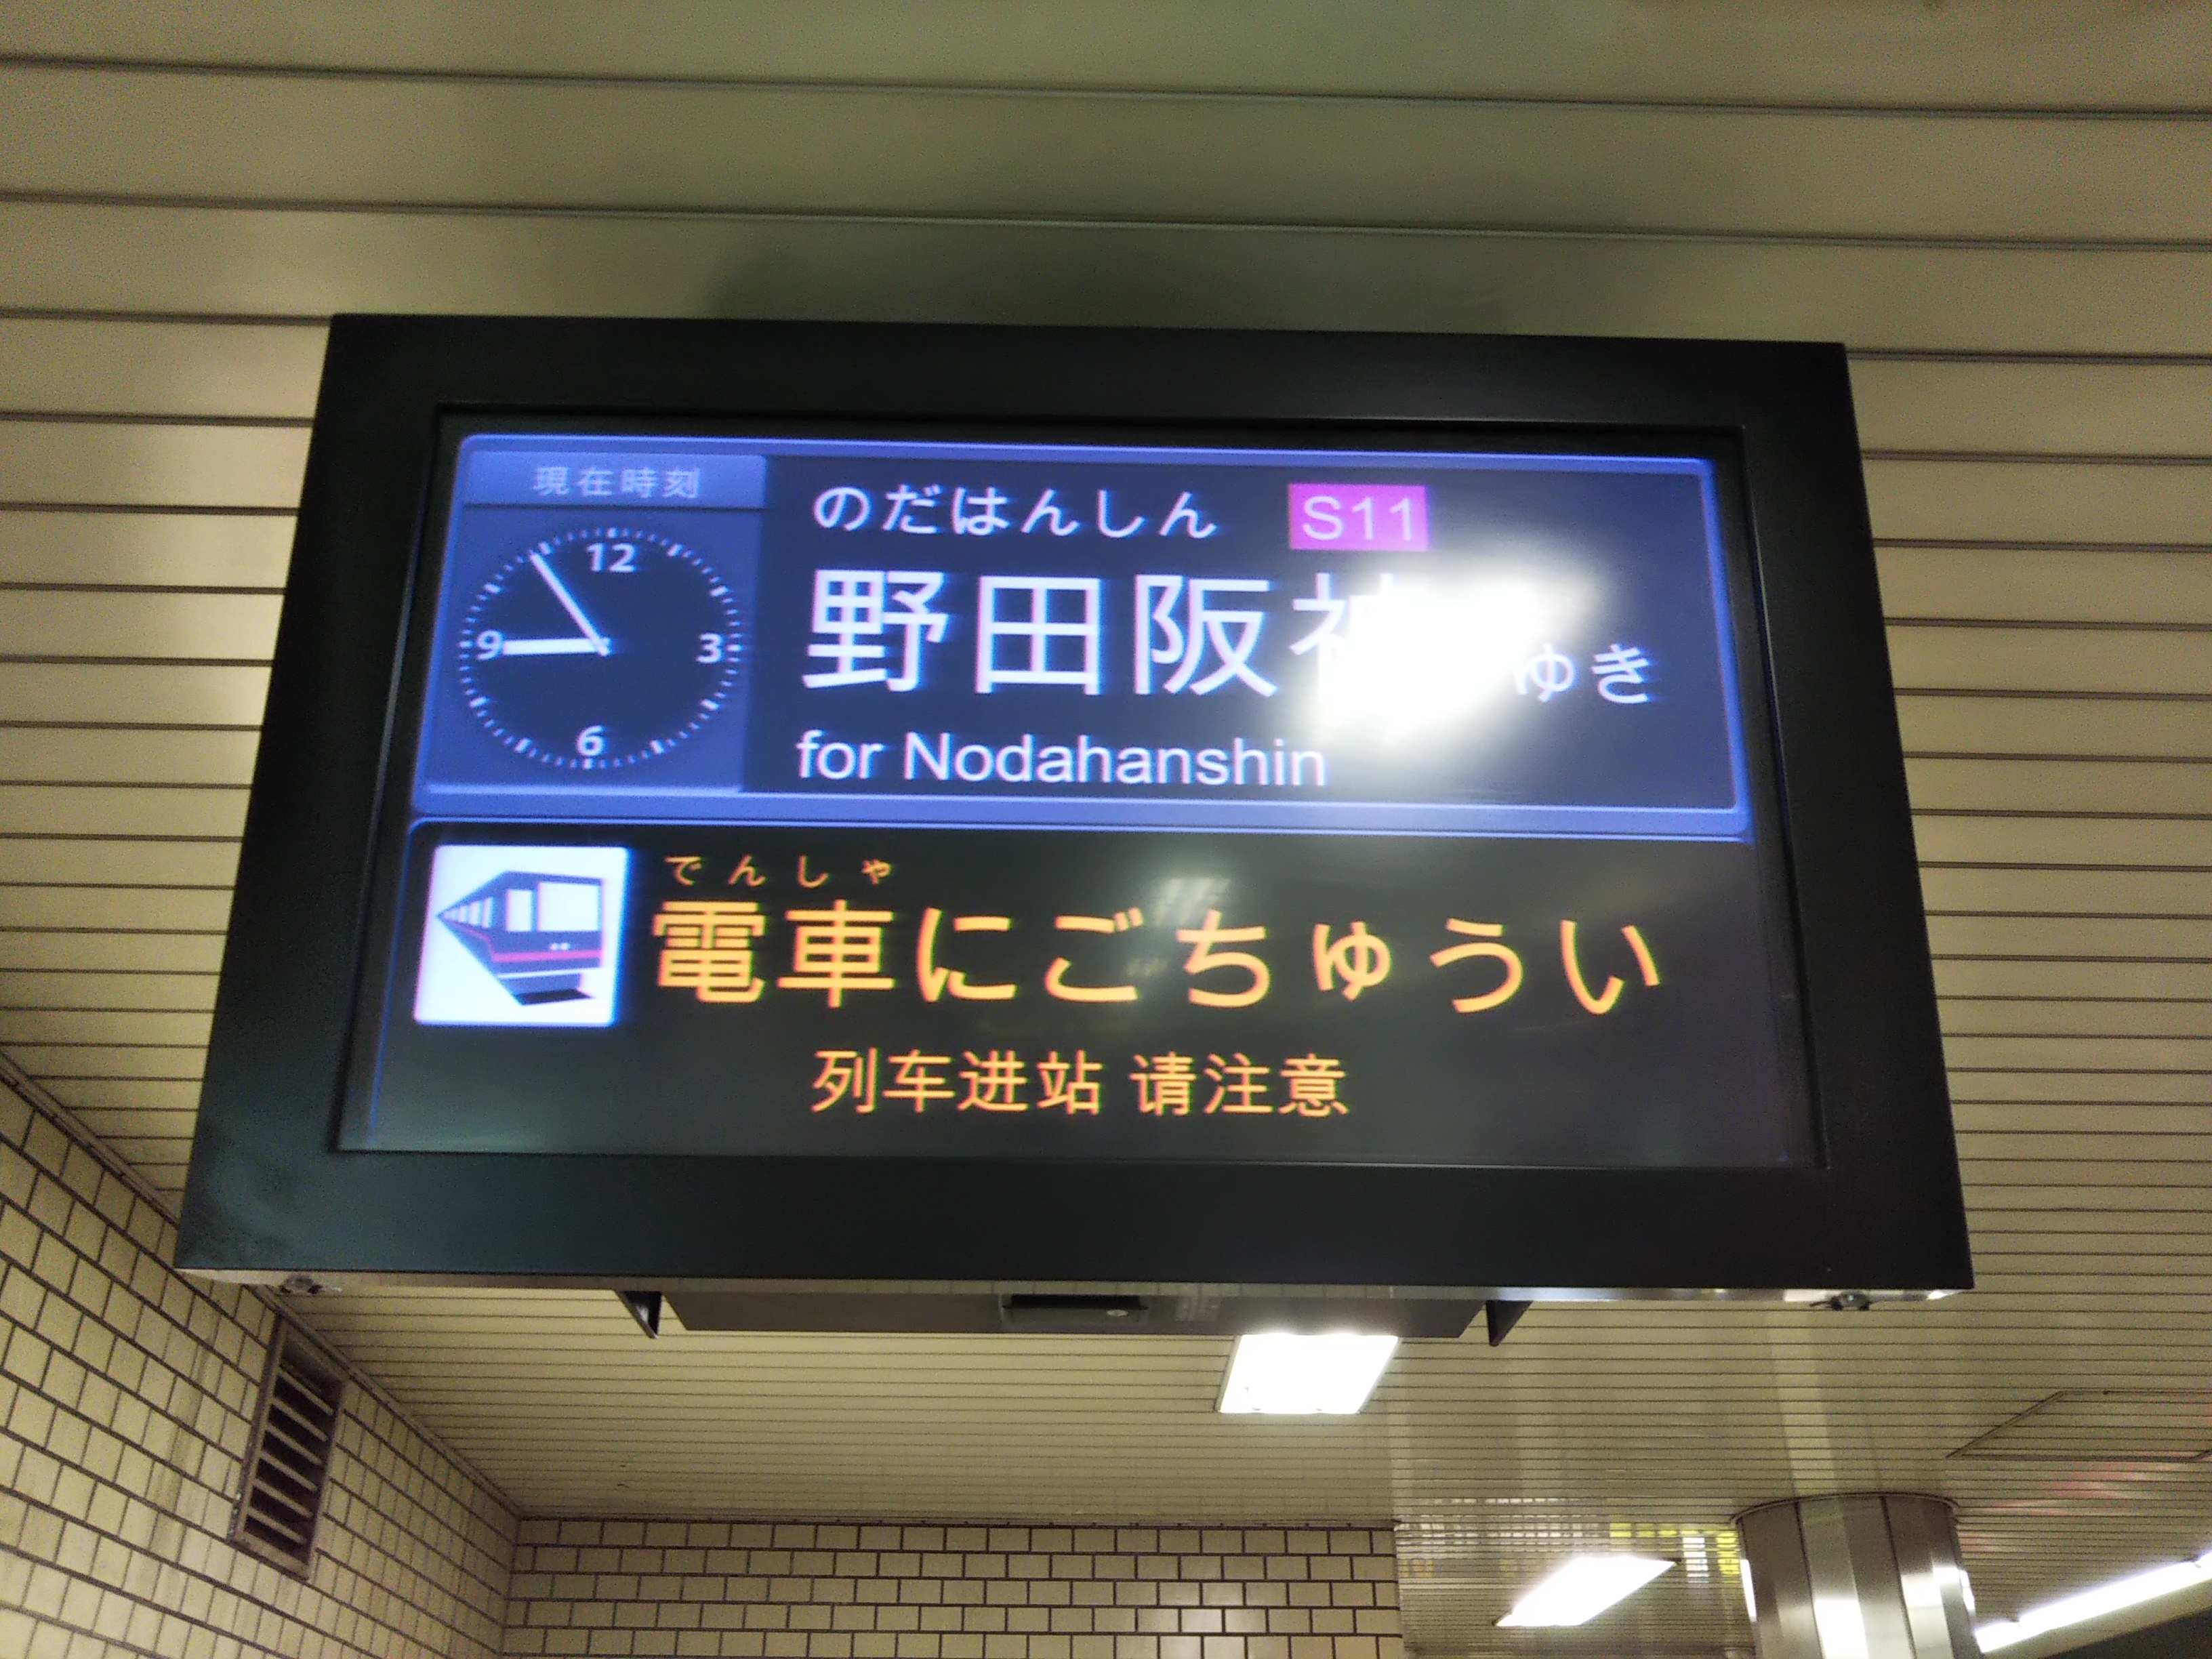 現在時刻
12
9
3
6
のだはんしん S11
野田阪神 ゆき
for Nodahanshin
でんしゃ
電車にごちゅうい
列车进站 请注意